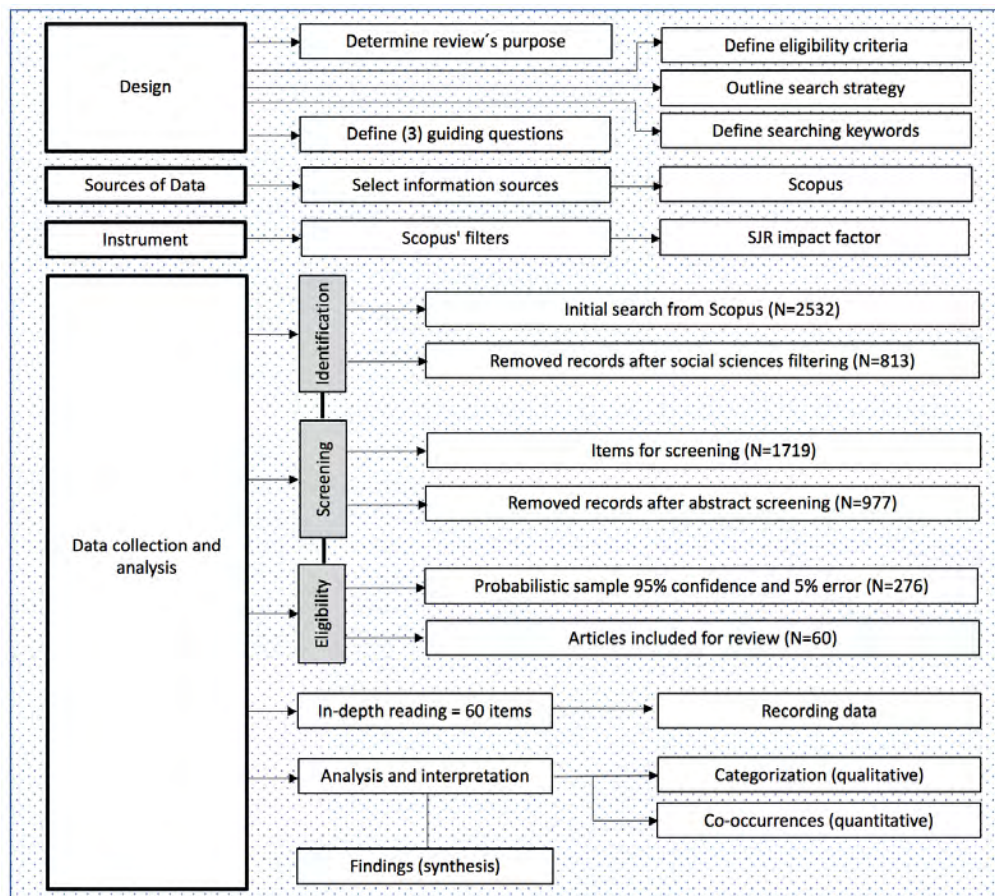 Design
Determine review´s purpose
Define eligibility criteria
Outline search strategy
Define searching keywords
Define (3) guiding questions
Sources of Data
Select information sources
Scopus
Instrument
Scopus' filters
SJR impact factor
Data collection and
analysis
Identification
Initial search from Scopus (N=2532)
Removed records after social sciences filtering (N=813)
Screening
Items for screening (N=1719)
Removed records after abstract screening (N=977)
Eligibility
Probabilistic sample 95% confidence and 5% error (N=276)
Articles included for review (N=60)
In-depth reading = 60 items
Recording data
Analysis and interpretation
Categorization (qualitative)
Co-occurrences (quantitative)
Findings (synthesis)